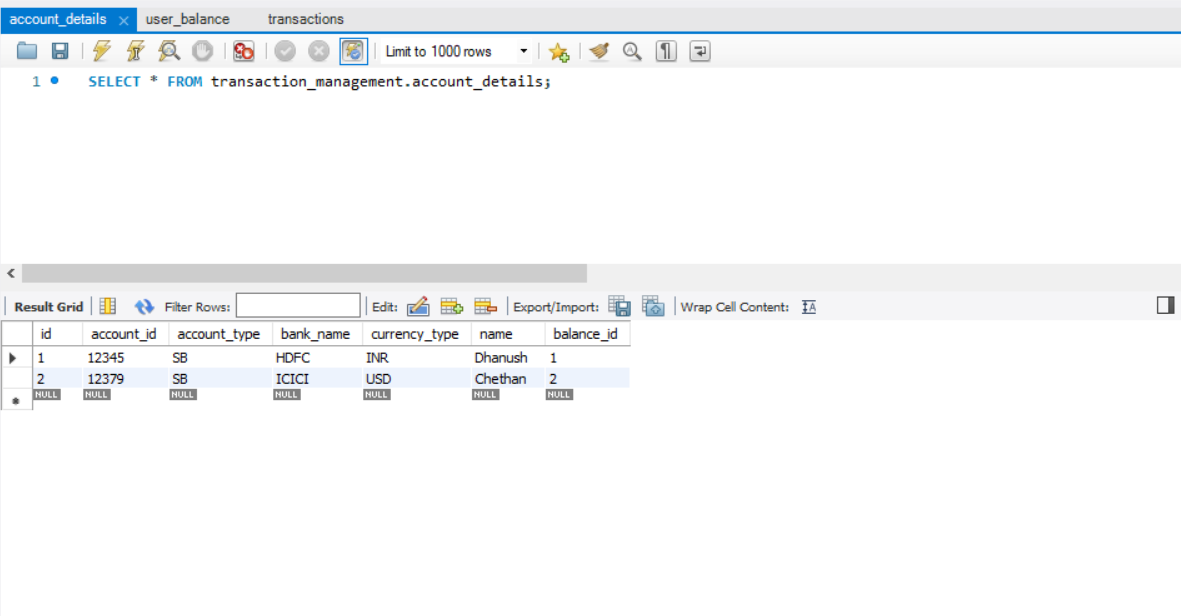 account_details user_balance transactions
Limit to 1000 rows
1 SELECT * FROM transaction_management.account_details;
Result Grid Filter Rows: Edit: Export/Import: Wrap Cell Content:
id account_id account_type bank_name currency_type name balance_id
1 12345 SB HDFC INR Dhanush 1
2 12379 SB ICICI USD Chethan 2
NULL NULL NULL NULL NULL NULL NULL